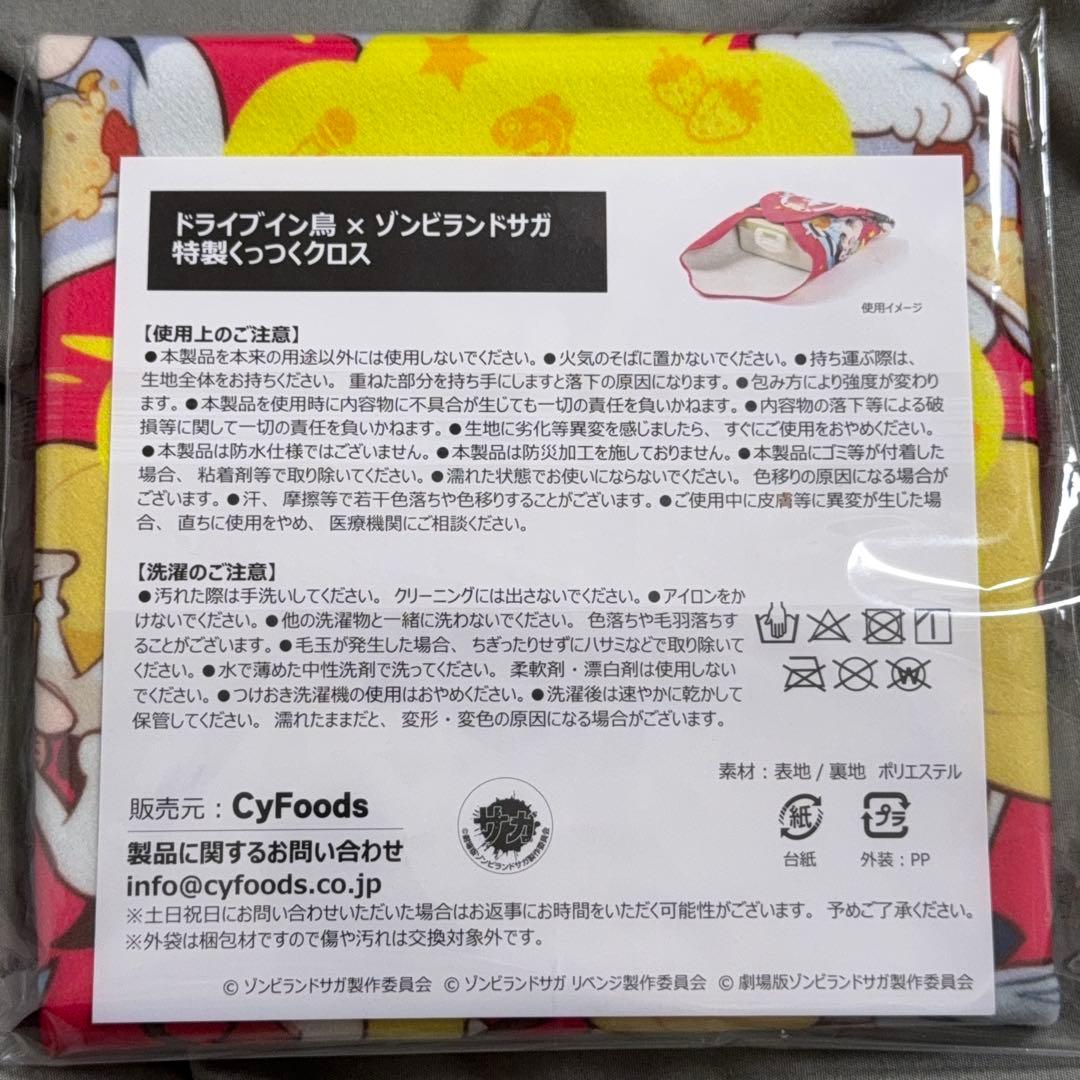 ドライブイン鳥 × ゾンビランドサガ
特製くっつくクロス
使用イメージ
【使用上のご注意】
●本製品を本来の用途以外には使用しないでください。●火気のそばに置かないでください。●持ち運ぶ際は、
生地全体をお持ちください。 重ねた部分を持ち手にしますと落下の原因になります。●包み方により強度が変わり
ます。●本製品を使用時に内容物に不具合が生じても一切の責任を負いかねます。●内容物の落下等による破
損等に関して一切の責任を負いかねます。●生地に劣化等異変を感じましたら、 すぐにご使用をおやめください。
●本製品は防水仕様ではございません。●本製品は防災加工を施しておりません。●本製品にゴミ等が付着した
場合、 粘着剤等で取り除いてください。●濡れた状態でお使いにならないでください。 色移りの原因になる場合が
ございます。●汗、 摩擦等で若干色落ちや色移りすることがございます。●ご使用中に皮膚等に異変が生じた場
合、 直ちに使用をやめ、 医療機関にご相談ください。
【洗濯のご注意】
●汚れた際は手洗いしてください。 クリーニングには出さないでください。●アイロンをか
けないでください。●他の洗濯物と一緒に洗わないでください。 色落ちや毛羽落ちす
ることがございます。●毛玉が発生した場合、 ちぎったりせずにハサミなどで取り除いて
ください。●水で薄めた中性洗剤で洗ってください。 柔軟剤・漂白剤は使用しない
でください。●つけおき洗濯機の使用はおやめください。●洗濯後は速やかに乾かして
保管してください。 濡れたままだと、 変形・変色の原因になる場合がございます。
W
素材：表地 / 裏地 ポリエステル
販売元：CyFoods
サガ
©劇場版ゾンビランドサガ製作委員会
紙
プラ
台紙
外装：PP
製品に関するお問い合わせ
info@cyfoods.co.jp
※土日祝日にお問い合わせいただいた場合はお返事にお時間をいただく可能性がございます。 予めご了承ください。
※外袋は梱包材ですので傷や汚れは交換対象外です。
© ゾンビランドサガ製作委員会 © ゾンビランドサガ リベンジ製作委員会 © 劇場版ゾンビランドサガ製作委員会